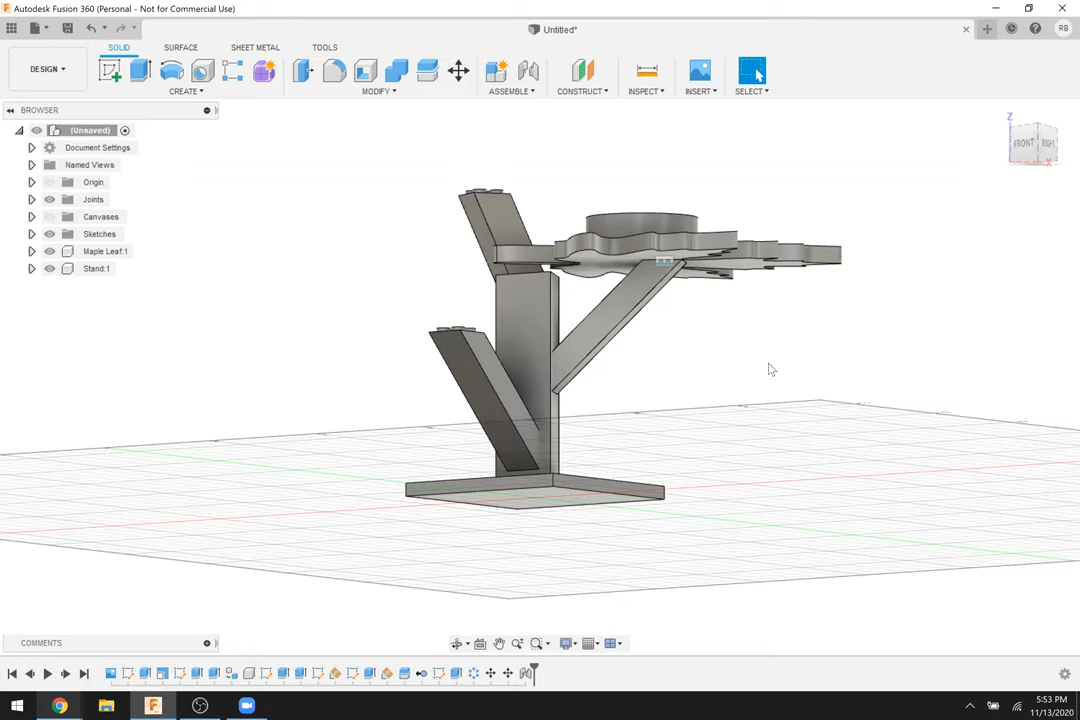 Autodesk Fusion 360 (Personal - Not for Commercial Use)
Untitled*
RB
SOLID
SURFACE
SHEET METAL
TOOLS
DESIGN
CREATE
MODIFY
ASSEMBLE
CONSTRUCT
INSPECT
INSERT
SELECT
BROWSER
(Unsaved)
Document Settings
Named Views
Origin
Joints
Canvases
Sketches
Maple Leaf:1
Stand:1
Z
FRONT
RIGHT
X
COMMENTS
5:53 PM
11/13/2020